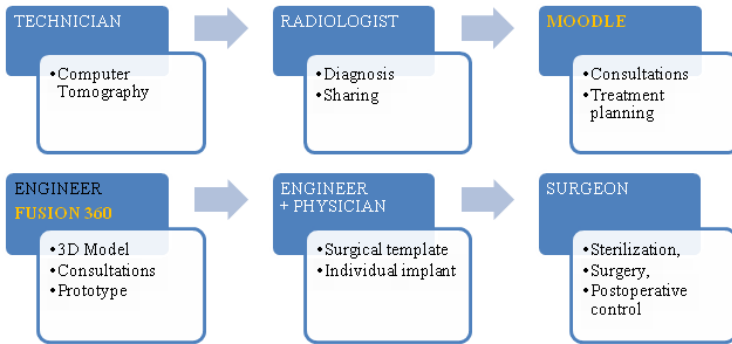 TECHNICIAN
•Computer
Tomography
RADIOLOGIST
•Diagnosis
•Sharing
MOODLE
•Consultations
•Treatment
planning
ENGINEER
FUSION 360
•3D Model
•Consultations
•Prototype
ENGINEER
+ PHYSICIAN
•Surgical template
•Individual implant
SURGEON
•Sterilization,
•Surgery,
•Postoperative
control